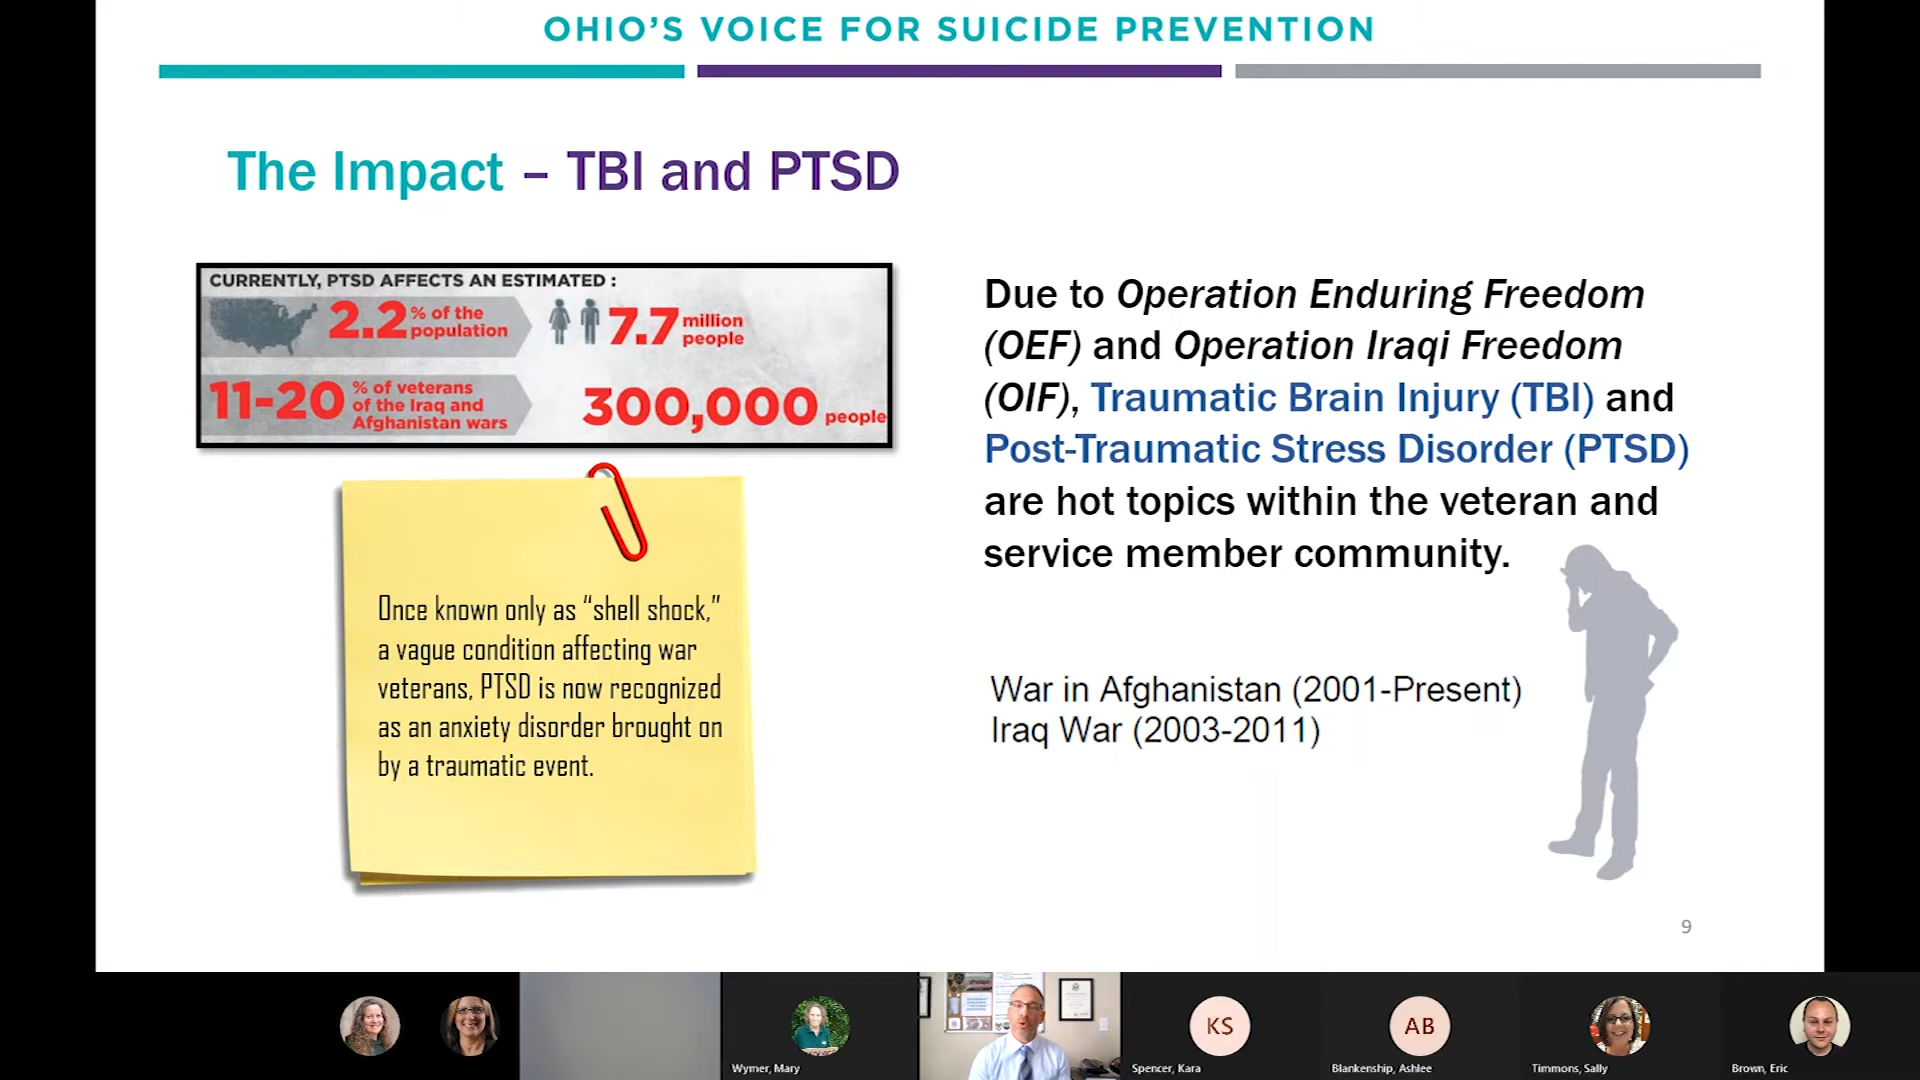 OHIO'S VOICE FOR SUICIDE PREVENTION
The Impact – TBI and PTSD
CURRENTLY, PTSD AFFECTS AN ESTIMATED :
2.2 % of the population
7.7 million people
11-20 % of veterans of the Iraq and Afghanistan wars
300,000 people
Once known only as “shell shock,”
a vague condition affecting war
veterans, PTSD is now recognized
as an anxiety disorder brought on
by a traumatic event.
Due to Operation Enduring Freedom
(OEF) and Operation Iraqi Freedom
(OIF), Traumatic Brain Injury (TBI) and
Post-Traumatic Stress Disorder (PTSD)
are hot topics within the veteran and
service member community.
War in Afghanistan (2001-Present)
Iraq War (2003-2011)
9
Wymer, Mary
KS
Spencer, Kara
AB
Blankenship, Ashlee
Timmons, Sally
Brown, Eric